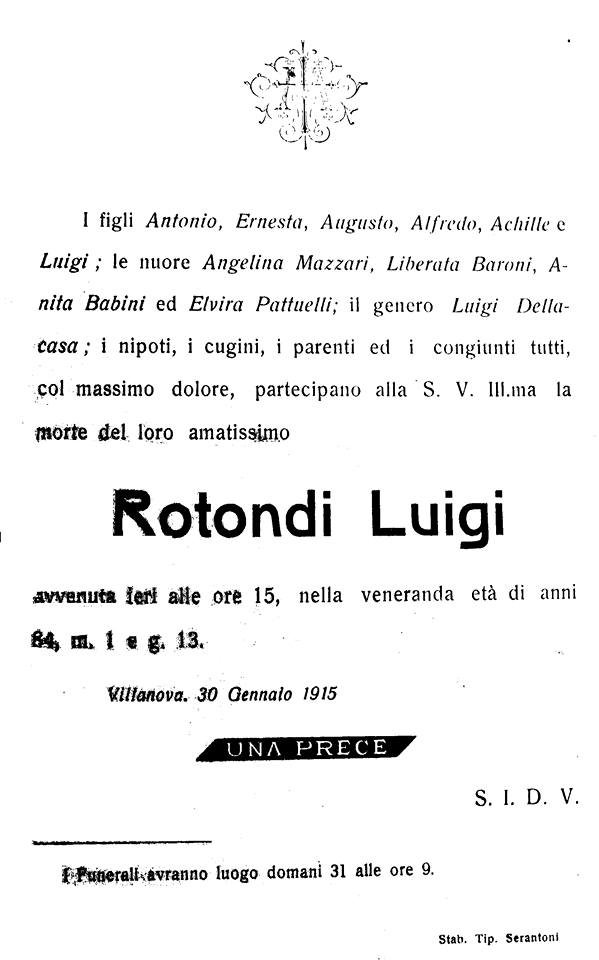 I figli Antonio, Ernesta, Augusto, Alfredo, Achille e
Luigi ; le nuore Angelina Mazzari, Liberata Baroni, A-
nita Babini ed Elvira Pattuelli; il genero Luigi Della-
casa ; i nipoti, i cugini, i parenti ed i congiunti tutti,
col massimo dolore, partecipano alla S. V. Ill.ma la
morte del loro amatissimo
Rotondi Luigi
avvenuta ieri alle ore 15, nella veneranda età di anni
84, m. 1 e g. 13.
Villanova. 30 Gennaio 1915
UNA PRECE
S. I. D. V.
I Funerali avranno luogo domani 31 alle ore 9.
Stab. Tip. Serantoni